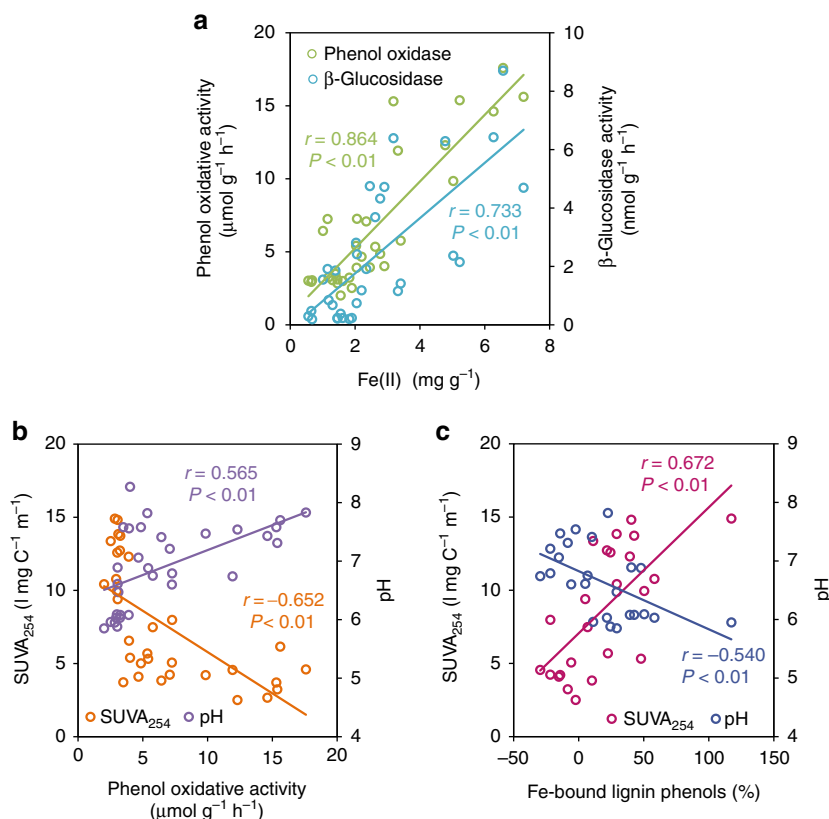 a
20
15
10
5
0
Phenol oxidative activity
(μmol g⁻¹ h⁻¹)
Phenol oxidase
β-Glucosidase
r = 0.864
P < 0.01
r = 0.733
P < 0.01
10
8
6
4
2
0
β-Glucosidase activity
(nmol g⁻¹ h⁻¹)
0 2 4 6 8
Fe(II) (mg g⁻¹)
b
20
15
10
5
0
SUVA₂₅₄ (l mg C⁻¹ m⁻¹)
r = 0.565
P < 0.01
r = −0.652
P < 0.01
SUVA₂₅₄ pH
9
8
7
6
5
4
pH
0 5 10 15 20
Phenol oxidative activity
(μmol g⁻¹ h⁻¹)
c
20
15
10
5
0
SUVA₂₅₄ (l mg C⁻¹ m⁻¹)
r = 0.672
P < 0.01
r = −0.540
P < 0.01
SUVA₂₅₄ pH
9
8
7
6
5
4
pH
−50 0 50 100 150
Fe-bound lignin phenols (%)